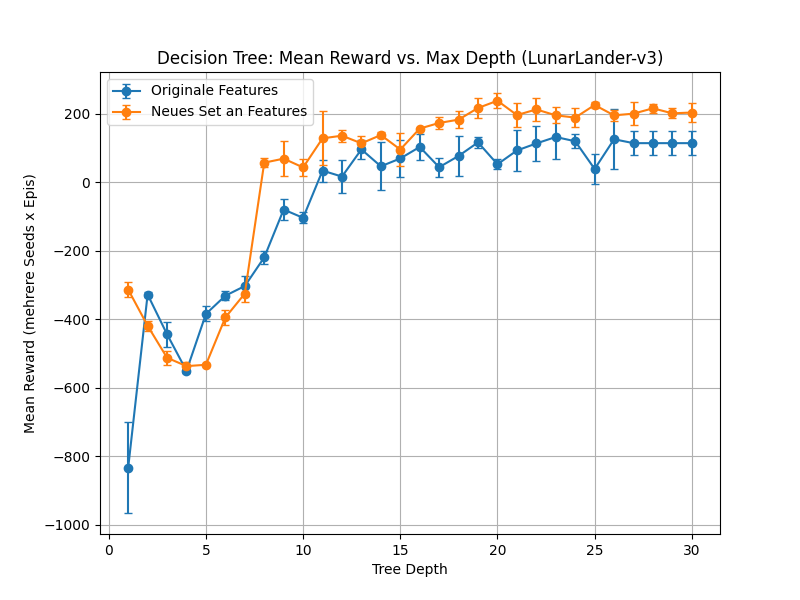 Decision Tree: Mean Reward vs. Max Depth (LunarLander-v3)
Originale Features
Neues Set an Features
Mean Reward (mehrere Seeds x Epis)
200
0
−200
−400
−600
−800
−1000
0 5 10 15 20 25 30
Tree Depth